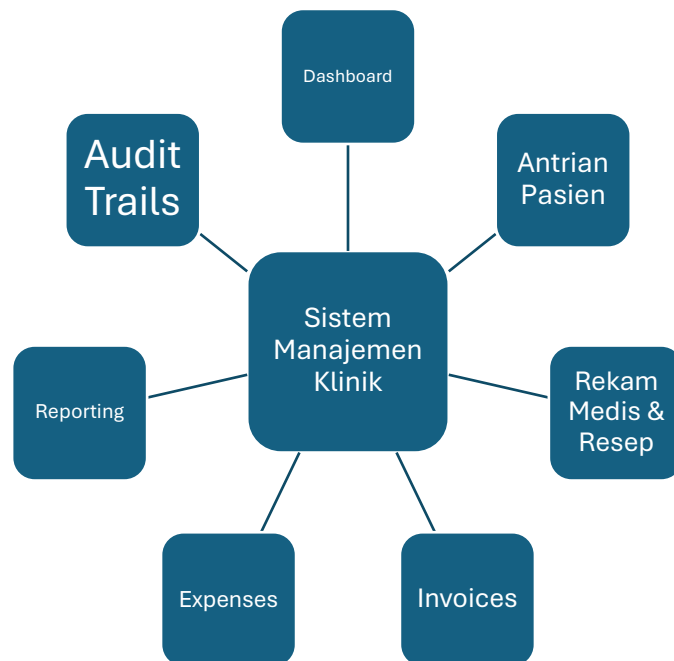 Dashboard
Audit
Trails
Antrian
Pasien
Sistem
Manajemen
Klinik
Reporting
Rekam
Medis &
Resep
Expenses
Invoices